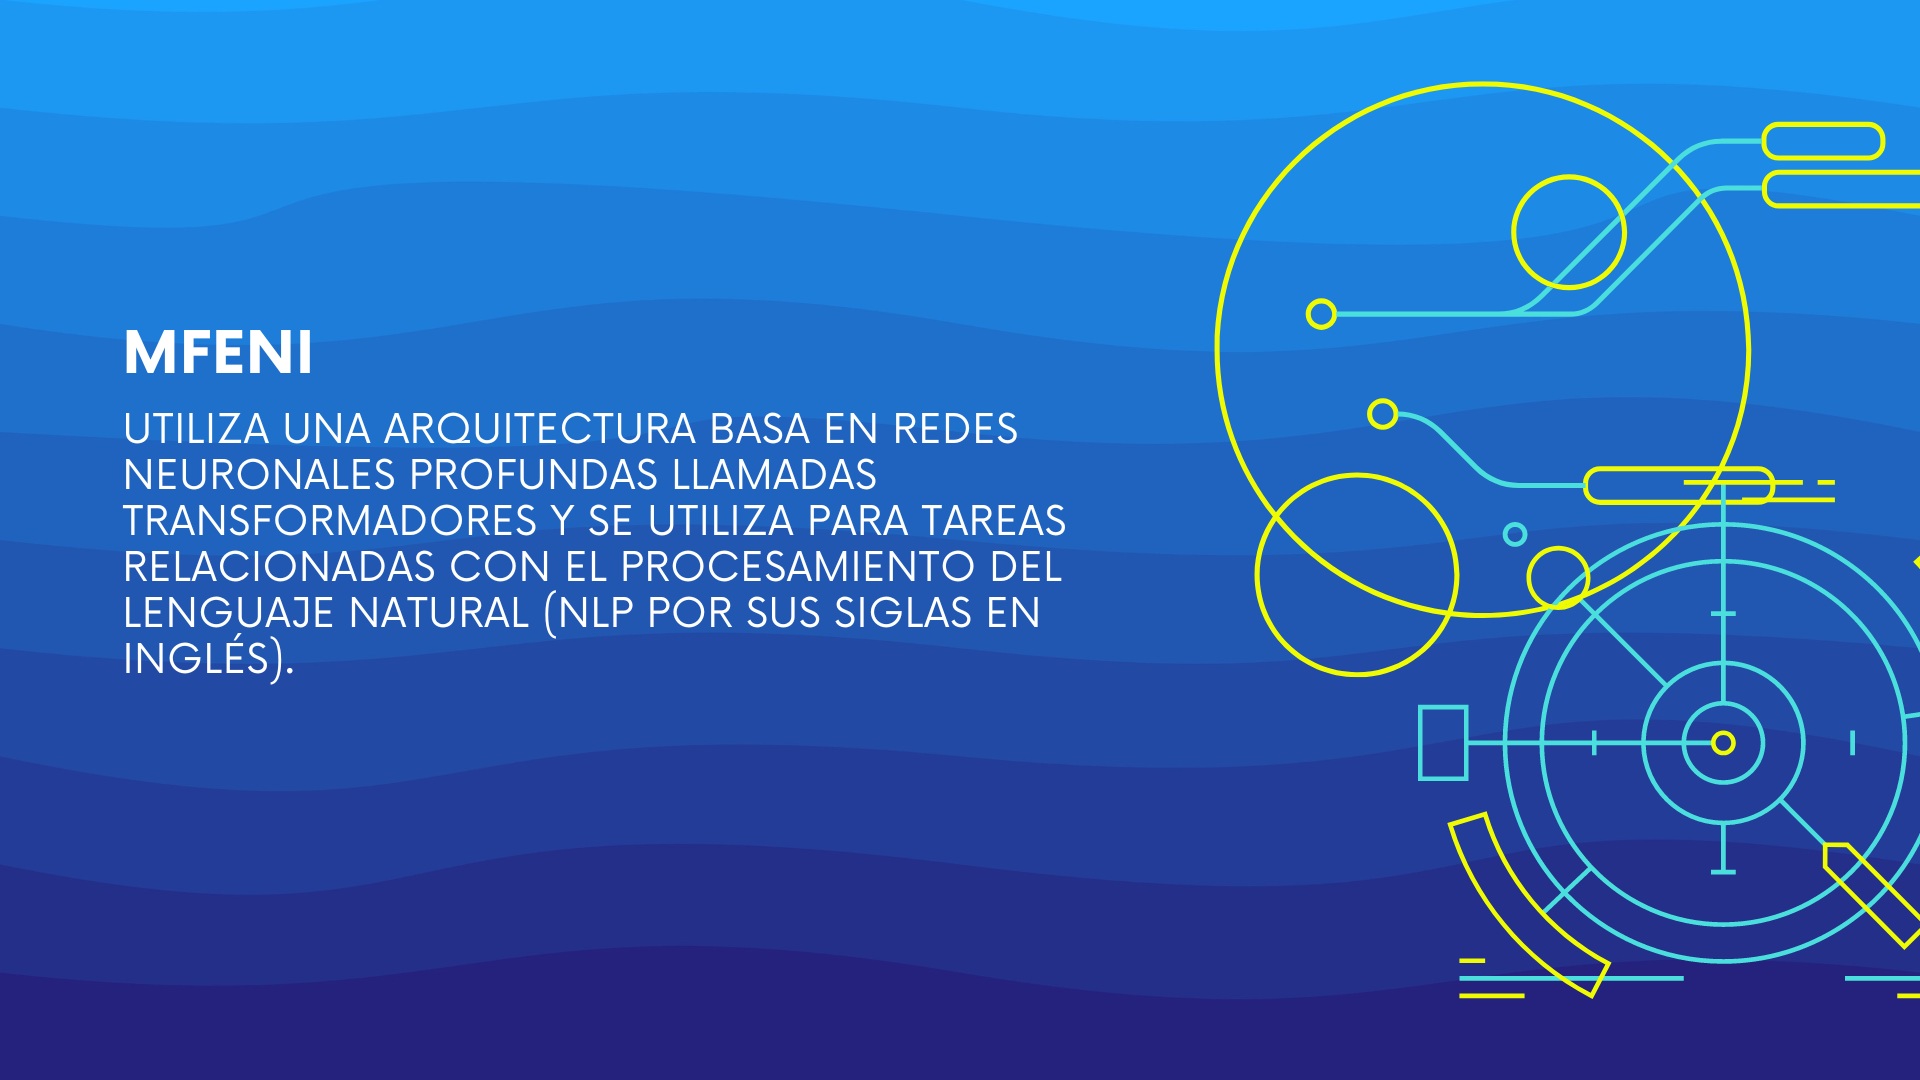 MFENI
UTILIZA UNA ARQUITECTURA BASA EN REDES
NEURONALES PROFUNDAS LLAMADAS
TRANSFORMADORES Y SE UTILIZA PARA TAREAS
RELACIONADAS CON EL PROCESAMIENTO DEL
LENGUAJE NATURAL (NLP POR SUS SIGLAS EN
INGLÉS).